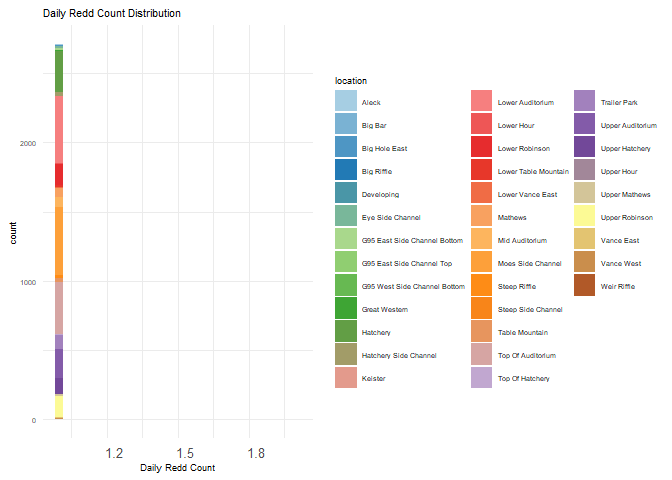 Daily Redd Count Distribution
count
2000
1000
0
1.2 1.5 1.8
Daily Redd Count
location
Aleck
Big Bar
Big Hole East
Big Riffle
Developing
Eye Side Channel
G95 East Side Channel Bottom
G95 East Side Channel Top
G95 West Side Channel Bottom
Great Western
Hatchery
Hatchery Side Channel
Keister
Lower Auditorium
Lower Hour
Lower Robinson
Lower Table Mountain
Lower Vance East
Mathews
Mid Auditorium
Moes Side Channel
Steep Riffle
Steep Side Channel
Table Mountain
Top Of Auditorium
Top Of Hatchery
Trailer Park
Upper Auditorium
Upper Hatchery
Upper Hour
Upper Mathews
Upper Robinson
Vance East
Vance West
Weir Riffle